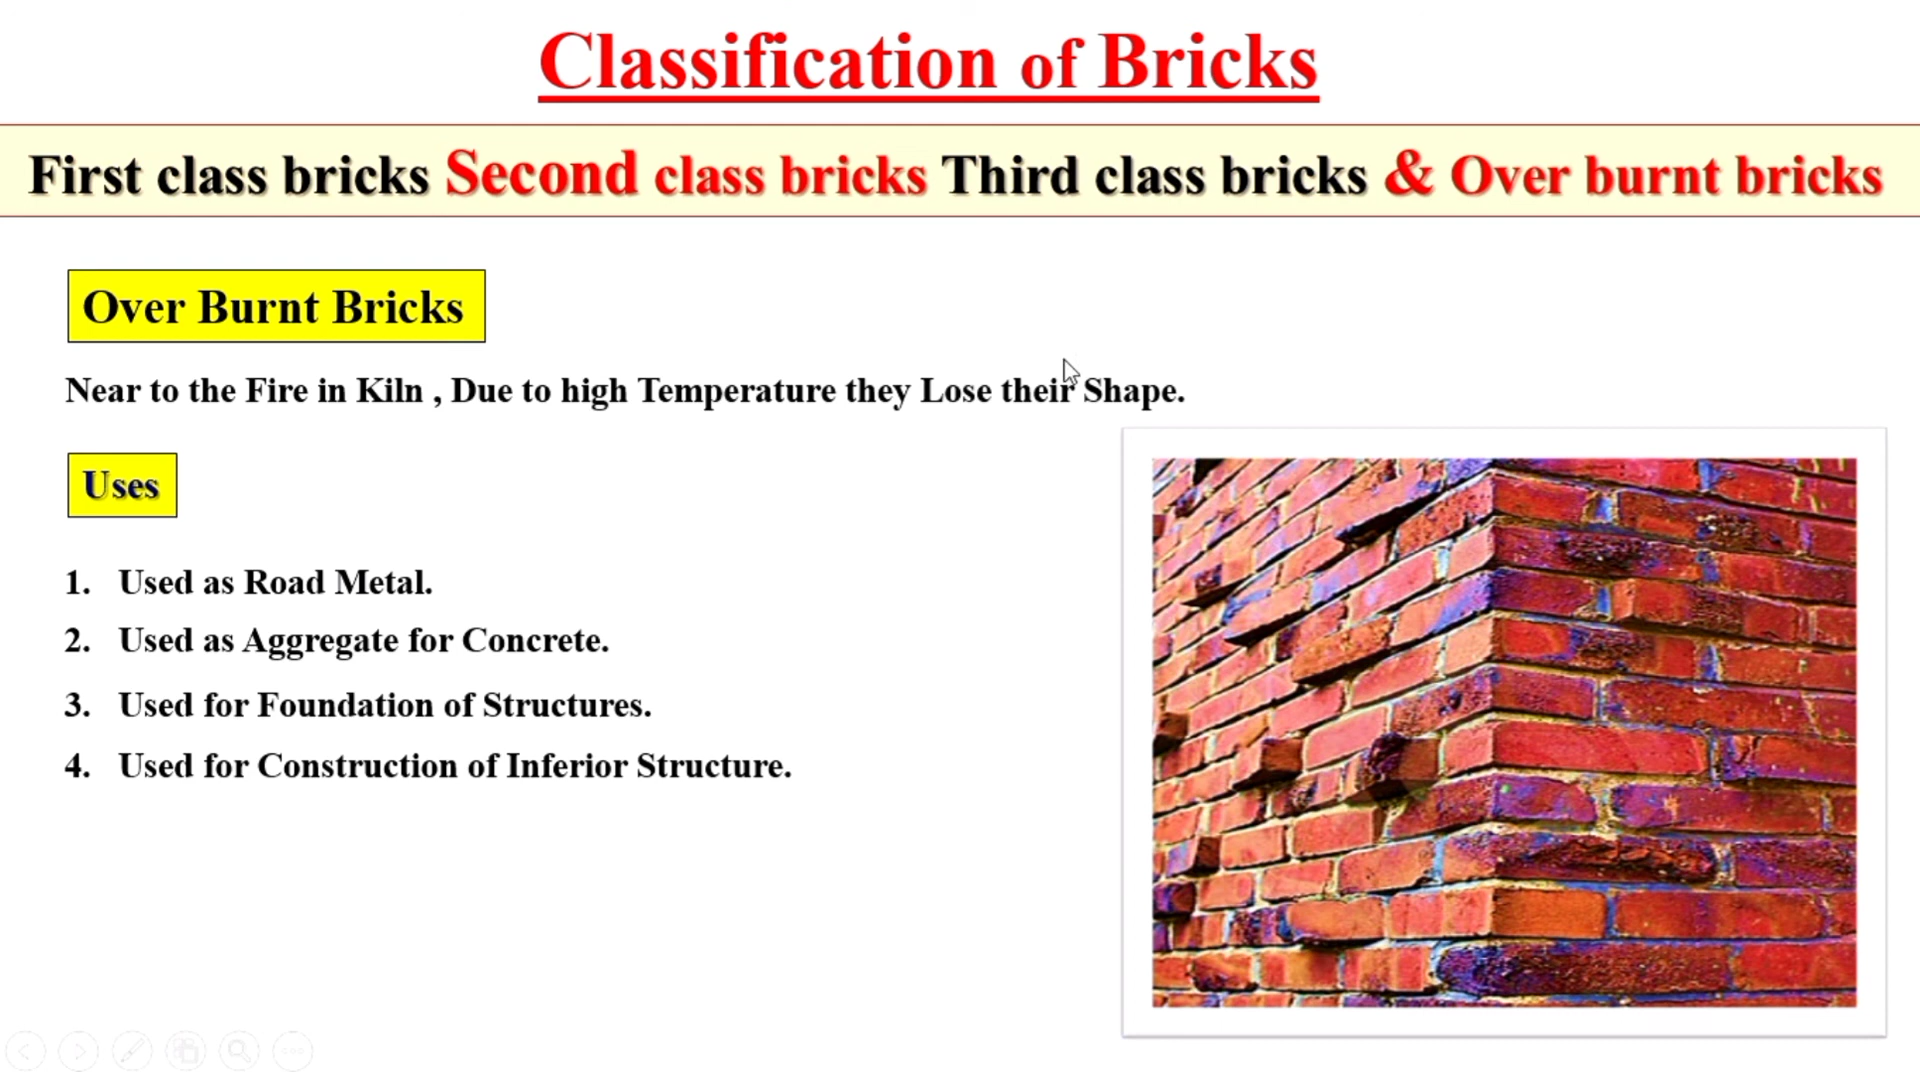 Classification of Bricks
First class bricks Second class bricks Third class bricks & Over burnt bricks
Over Burnt Bricks
Near to the Fire in Kiln , Due to high Temperature they Lose their Shape.
Uses
1. Used as Road Metal.
2. Used as Aggregate for Concrete.
3. Used for Foundation of Structures.
4. Used for Construction of Inferior Structure.